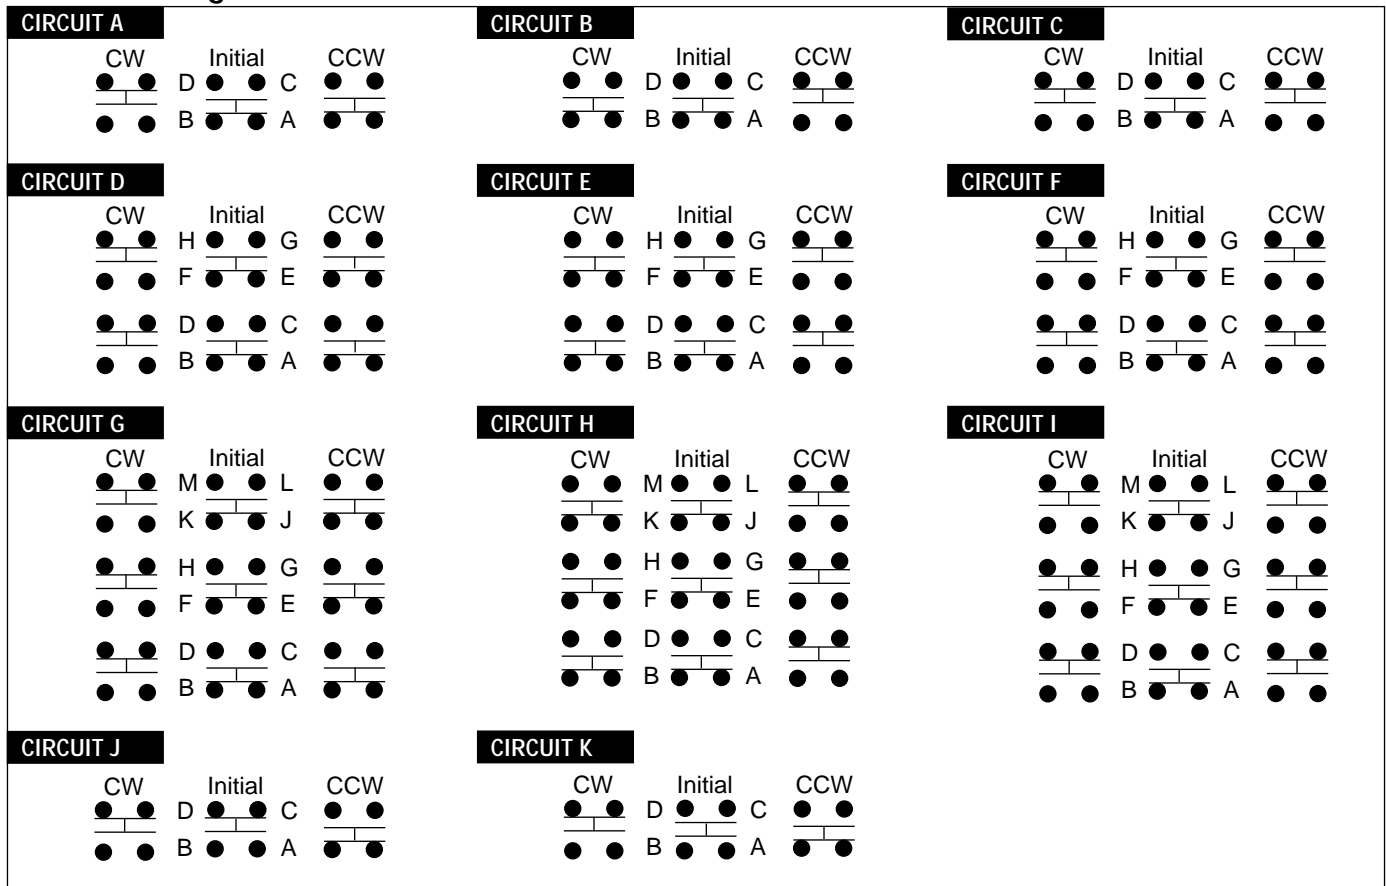 CIRCUIT A
CW Initial CCW
D C
B A
CIRCUIT B
CW Initial CCW
D C
B A
CIRCUIT C
CW Initial CCW
D C
B A
CIRCUIT D
CW Initial CCW
H G
F E
D C
B A
CIRCUIT E
CW Initial CCW
H G
F E
D C
B A
CIRCUIT F
CW Initial CCW
H G
F E
D C
B A
CIRCUIT G
CW Initial CCW
M L
K J
H G
F E
D C
B A
CIRCUIT H
CW Initial CCW
M L
K J
H G
F E
D C
B A
CIRCUIT I
CW Initial CCW
M L
K J
H G
F E
D C
B A
CIRCUIT J
CW Initial CCW
D C
B A
CIRCUIT K
CW Initial CCW
D C
B A